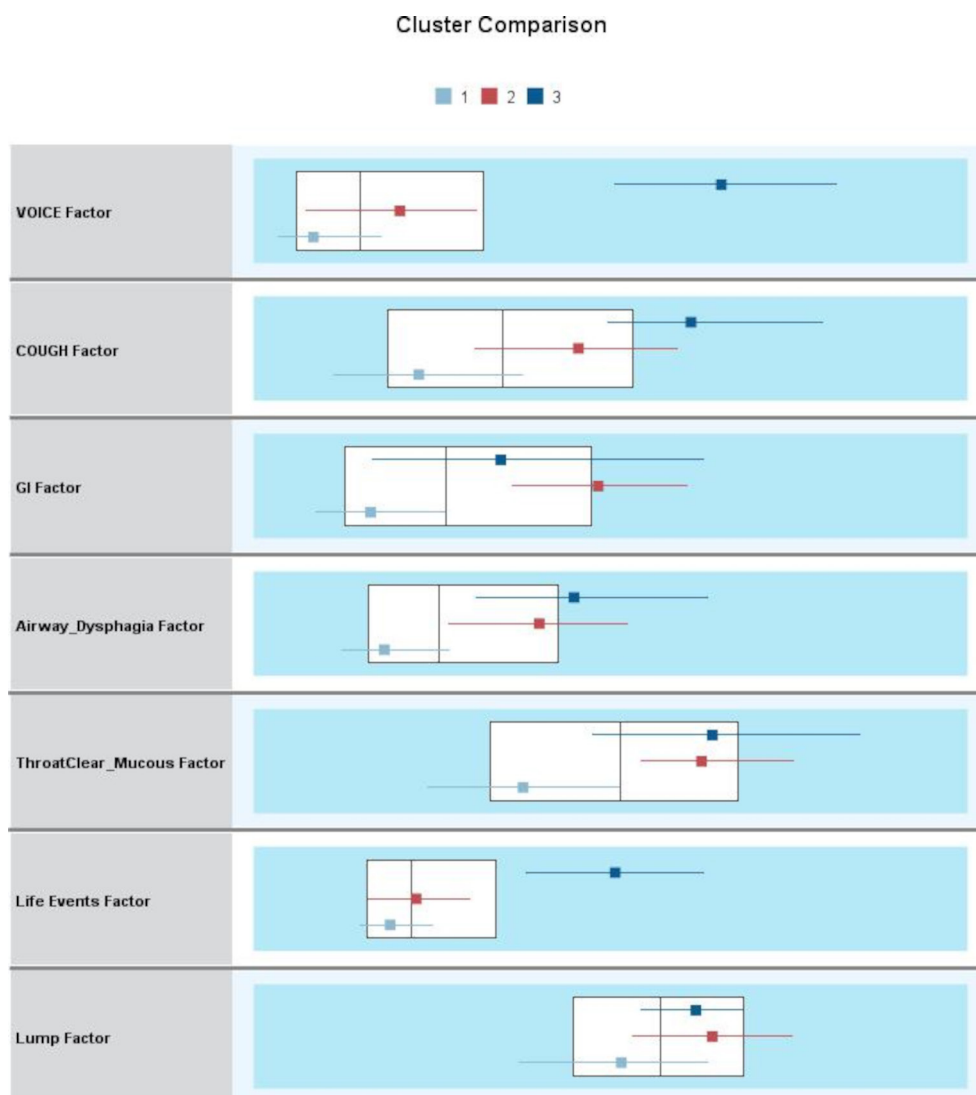 Cluster Comparison
1 2 3
VOICE Factor
COUGH Factor
GI Factor
Airway_Dysphagia Factor
ThroatClear_Mucous Factor
Life Events Factor
Lump Factor